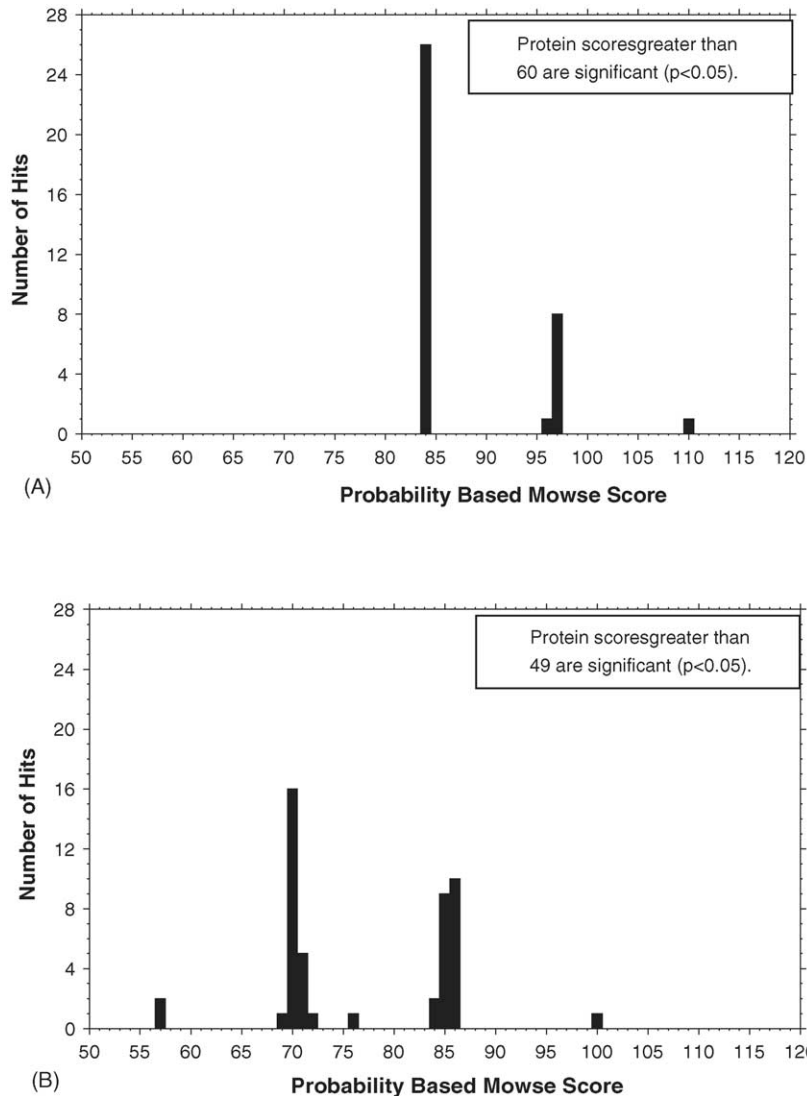 28
24
20
16
12
8
4
0
Number of Hits
Protein scoresgreater than
60 are significant (p<0.05).
50 55 60 65 70 75 80 85 90 95 100 105 110 115 120
(A)
Probability Based Mowse Score
28
24
20
16
12
8
4
0
Number of Hits
Protein scoresgreater than
49 are significant (p<0.05).
50 55 60 65 70 75 80 85 90 95 100 105 110 115 120
(B)
Probability Based Mowse Score